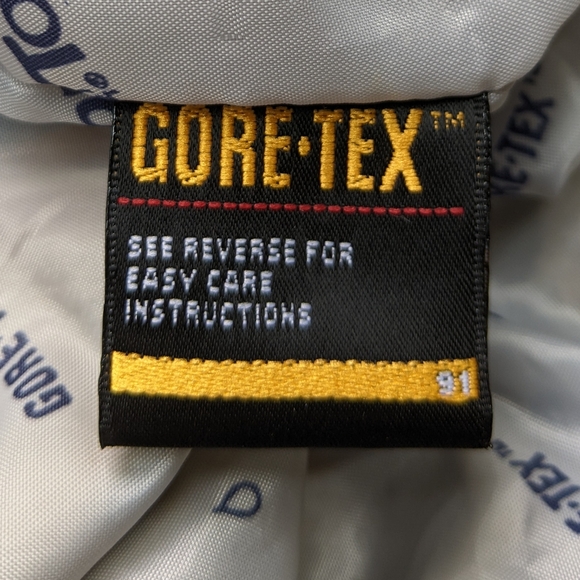 GORE-TEX™
SEE REVERSE FOR
EASY CARE
INSTRUCTIONS
91